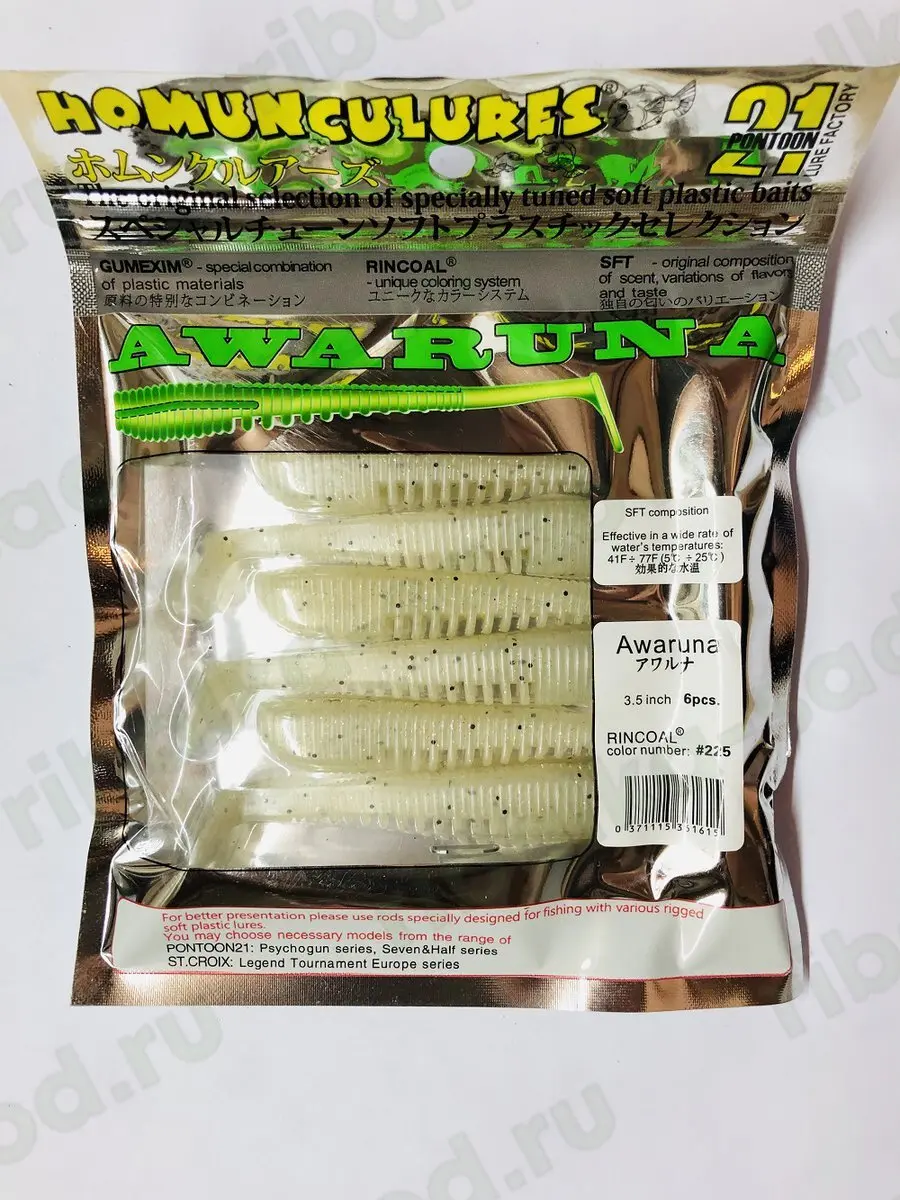 HOMUNCULURES®
21
PONTOON
LURE FACTORY
ホムンクルアーズ
The original selection of specially tuned soft plastic baits
スペシャルチューンソフトプラスチックセレクション
GUMEXIM® - special combination
of plastic materials
原料の特別なコンビネーション
RINCOAL®
- unique coloring system
ユニークなカラーシステム
SFT - original composition
of scent, variations of flavors
and taste
独自の匂いのバリエーション
AWARUNA
SFT composition
Effective in a wide rate of
water's temperatures:
41F ÷ 77F (5℃ ÷ 25℃)
効果的な水温
Awaruna
アワルナ
3.5 inch 6pcs.
RINCOAL®
color number: #225
0 371115 351615
For better presentation please use rods specially designed for fishing with various rigged
soft plastic lures.
You may choose necessary models from the range of
PONTOON21: Psychogun series, Seven&Half series
ST.CROIX: Legend Tournament Europe series